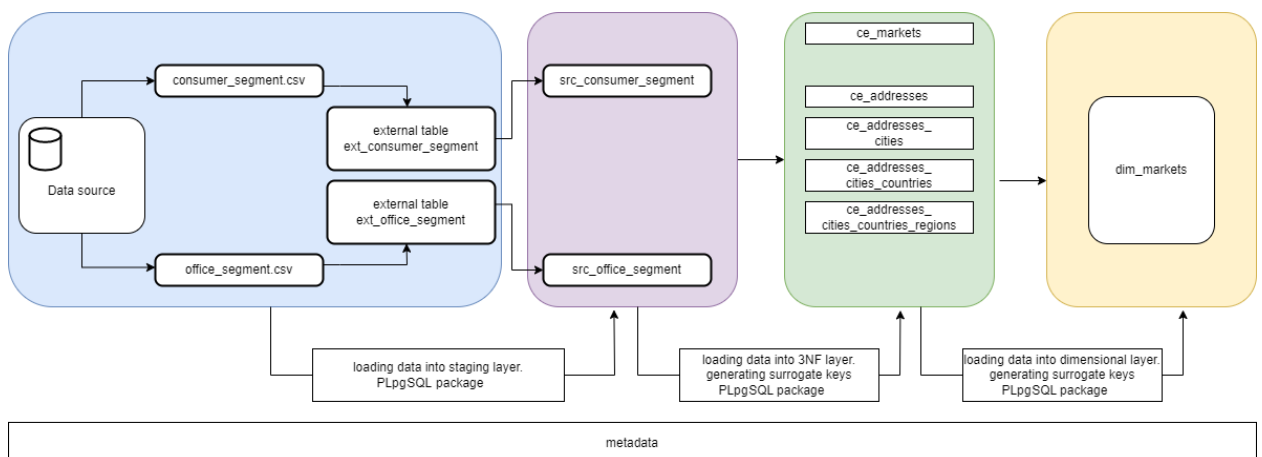 consumer_segment.csv
Data source
office_segment.csv
external table
ext_consumer_segment
external table
ext_office_segment
src_consumer_segment
src_office_segment
ce_markets
ce_addresses
ce_addresses_
cities
ce_addresses_
cities_countries
ce_addresses_
cities_countries_regions
dim_markets
loading data into staging layer.
PLpgSQL package
loading data into 3NF layer.
generating surrogate keys
PLpgSQL package
loading data into dimensional layer.
generating surrogate keys
PLpgSQL package
metadata